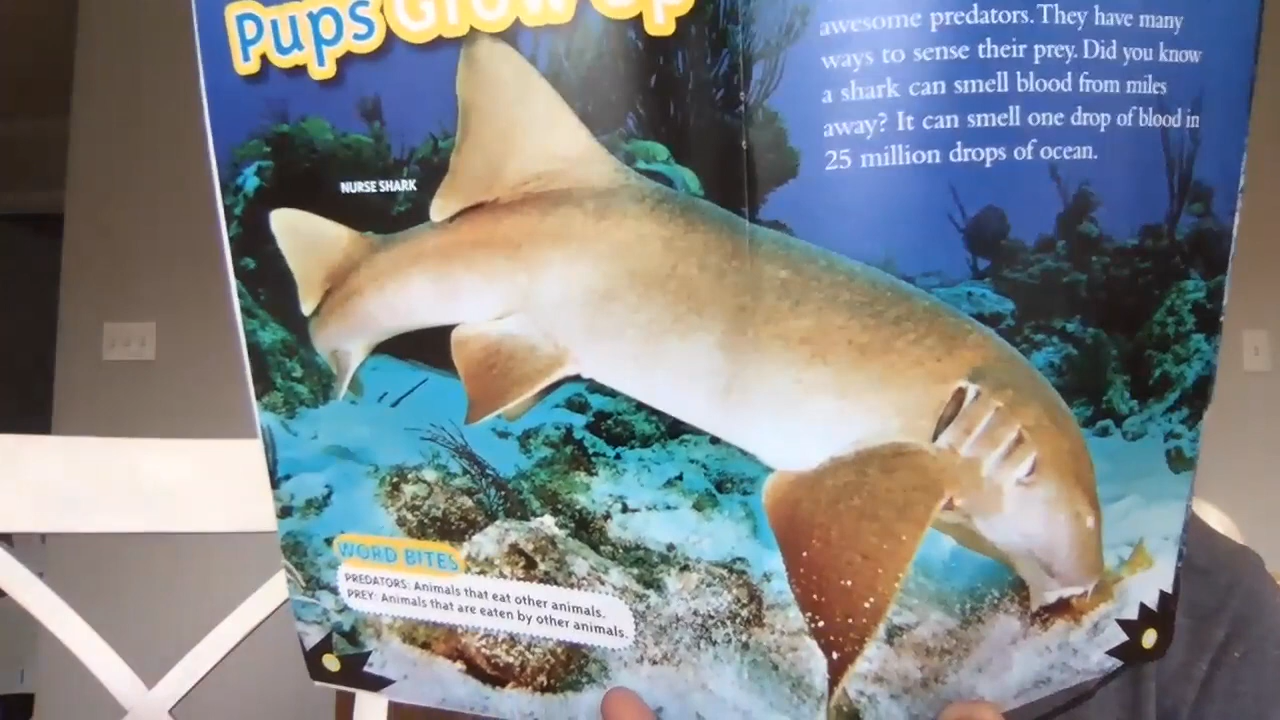 Pups Grow Up
awesome predators. They have many
ways to sense their prey. Did you know
a shark can smell blood from miles
away? It can smell one drop of blood in
25 million drops of ocean.
NURSE SHARK
WORD BITES
PREDATORS: Animals that eat other animals.
PREY: Animals that are eaten by other animals.